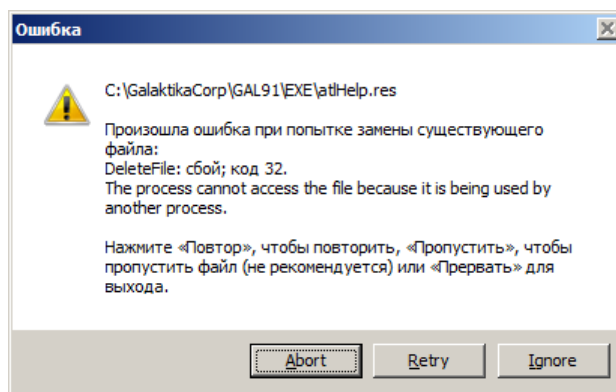 Ошибка
C:\GalaktikaCorp\GAL91\EXE\atlHelp.res
Произошла ошибка при попытке замены существующего
файла:
DeleteFile: сбой; код 32.
The process cannot access the file because it is being used by
another process.
Нажмите «Повтор», чтобы повторить, «Пропустить», чтобы
пропустить файл (не рекомендуется) или «Прервать» для
выхода.
Abort Retry Ignore